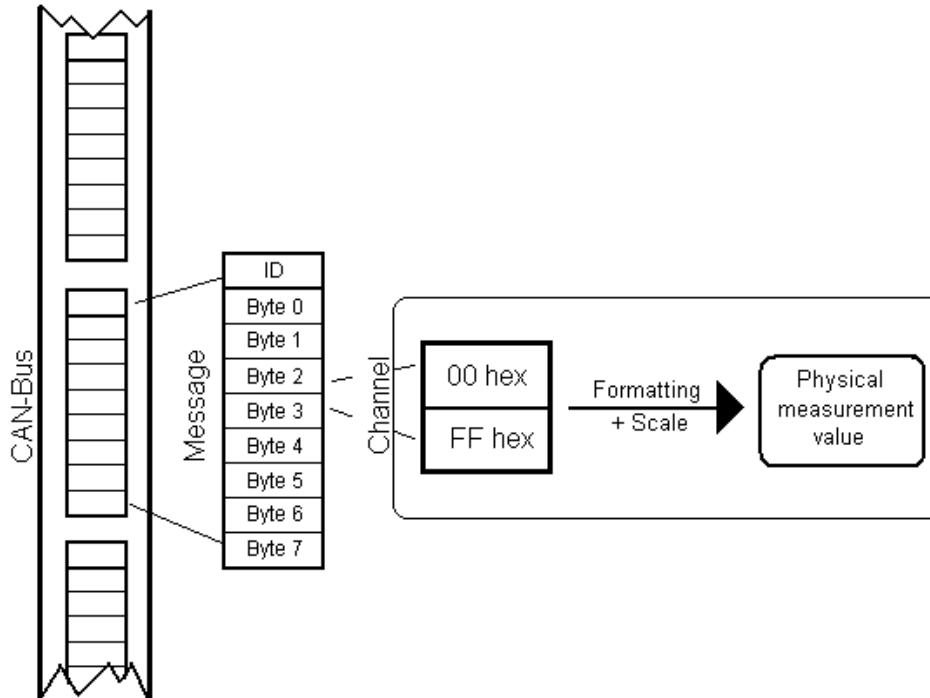 CAN-Bus
Message
ID
Byte 0
Byte 1
Byte 2
Byte 3
Byte 4
Byte 5
Byte 6
Byte 7
Channel
00 hex
FF hex
Formatting
+ Scale
Physical
measurement
value